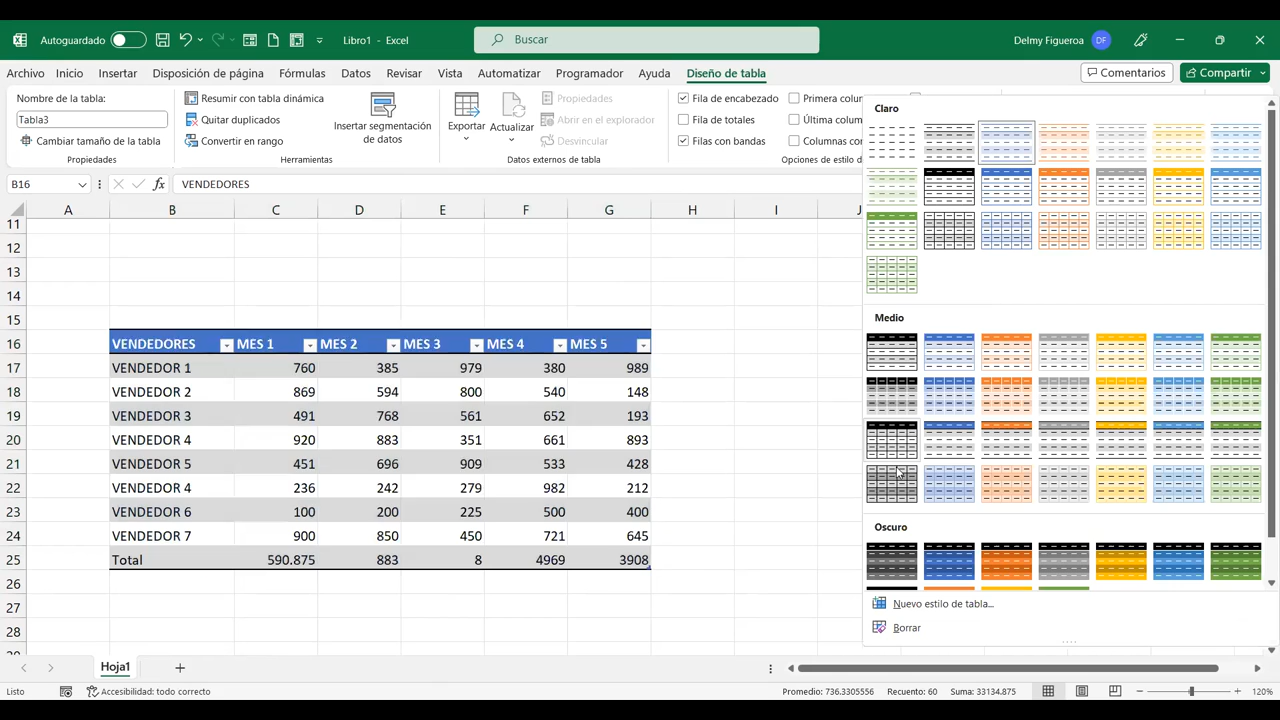 Autoguardado Libro1 - Excel Buscar Delmy Figueroa DF
Archivo Inicio Insertar Disposición de página Fórmulas Datos Revisar Vista Automatizar Programador Ayuda Diseño de tabla Comentarios Compartir
Nombre de la tabla:
Tabla3
Cambiar tamaño de la tabla
Propiedades
Resumir con tabla dinámica
Quitar duplicados
Convertir en rango
Insertar segmentación
de datos
Herramientas
Exportar
Actualizar
Propiedades
Abrir en el explorador
Desvincular
Datos externos de tabla
Fila de encabezado
Fila de totales
Filas con bandas
Primera colum
Última colum
Columnas co
Opciones de estilo d
B16 fx VENDEDORES
A B C D E F G H I J
11
12
13
14
15
16 VENDEDORES MES 1 MES 2 MES 3 MES 4 MES 5
17 VENDEDOR 1 760 385 979 380 989
18 VENDEDOR 2 869 594 800 540 148
19 VENDEDOR 3 491 768 561 652 193
20 VENDEDOR 4 920 883 351 661 893
21 VENDEDOR 5 451 696 909 533 428
22 VENDEDOR 4 236 242 279 982 212
23 VENDEDOR 6 100 200 225 500 400
24 VENDEDOR 7 900 850 450 721 645
25 Total 590.875 883 8 4969 3908
26
27
28
Claro
Medio
Oscuro
Nuevo estilo de tabla...
Borrar
Hoja1
Listo Accesibilidad: todo correcto Promedio: 736.3305556 Recuento: 60 Suma: 33134.875 120%